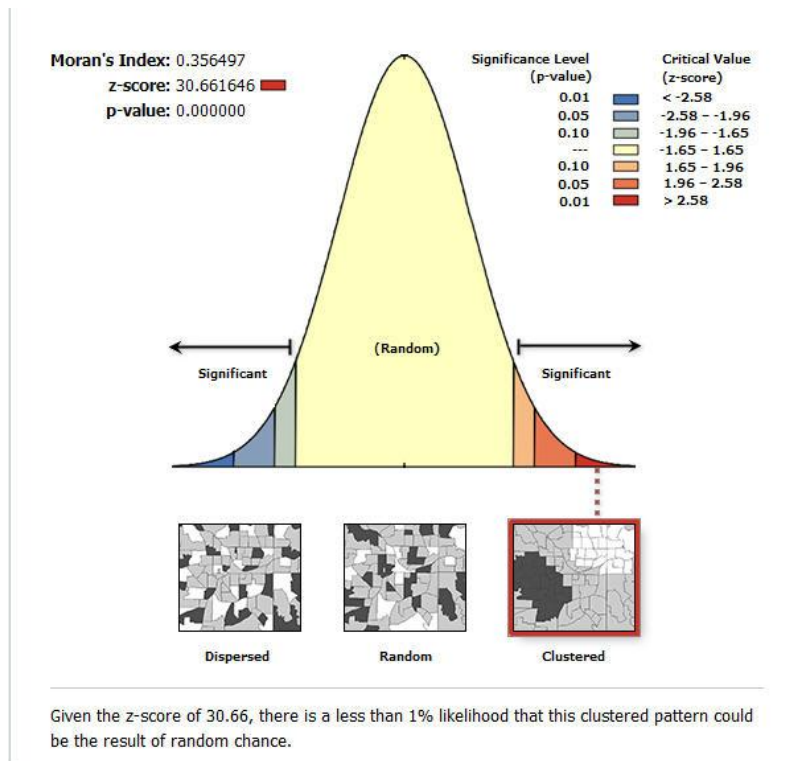 Moran's Index: 0.356497
z-score: 30.661646
p-value: 0.000000
Significance Level
(p-value)
Critical Value
(z-score)
0.01 < -2.58
0.05 -2.58 – -1.96
0.10 -1.96 – -1.65
--- -1.65 – 1.65
0.10 1.65 – 1.96
0.05 1.96 – 2.58
0.01 > 2.58
(Random)
Significant
Significant
Dispersed
Random
Clustered
Given the z-score of 30.66, there is a less than 1% likelihood that this clustered pattern could
be the result of random chance.